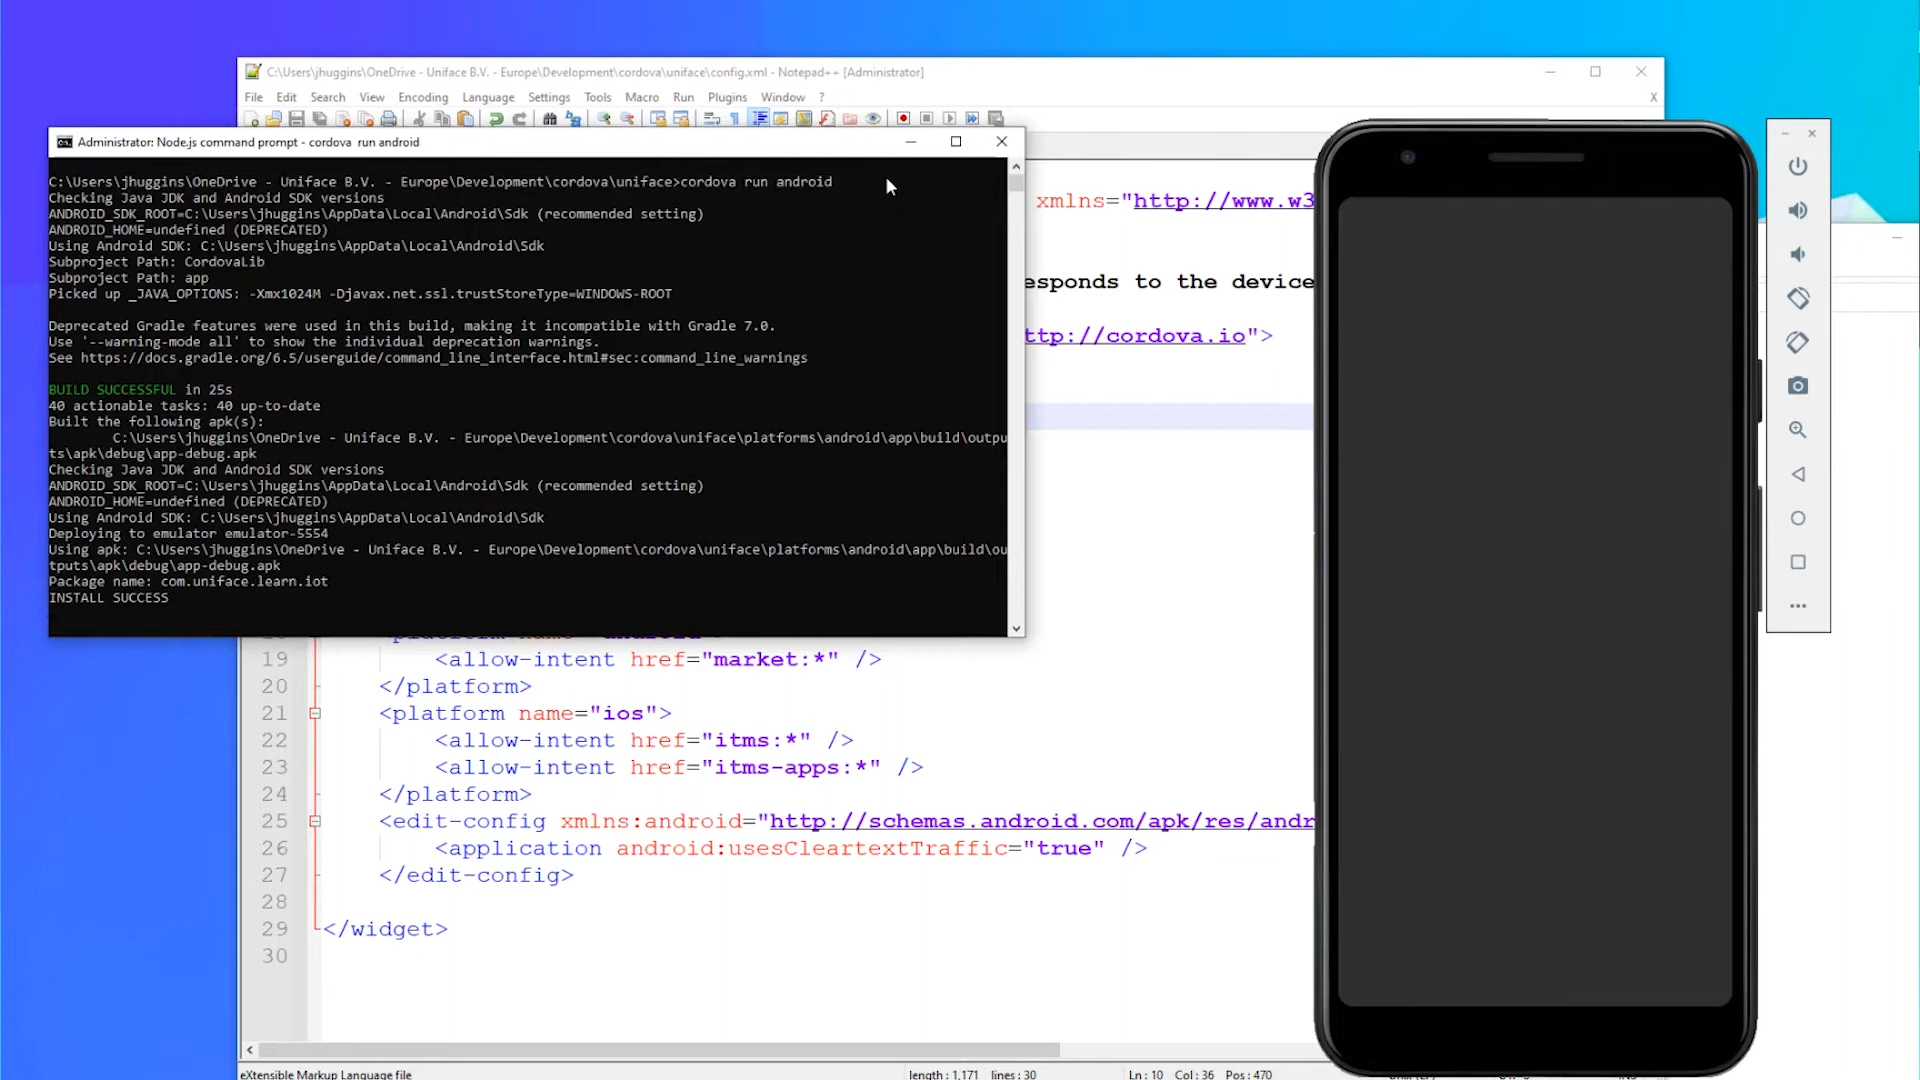 C:\Users\jhuggins\OneDrive - Uniface B.V. - Europe\Development\cordova\uniface\config.xml - Notepad++ [Administrator]
File Edit Search View Encoding Language Settings Tools Macro Run Plugins Window ?
X
Administrator: Node.js command prompt - cordova run android
C:\Users\jhuggins\OneDrive - Uniface B.V. - Europe\Development\cordova\uniface>cordova run android
Checking Java JDK and Android SDK versions
ANDROID_SDK_ROOT=C:\Users\jhuggins\AppData\Local\Android\Sdk (recommended setting)
ANDROID_HOME=undefined (DEPRECATED)
Using Android SDK: C:\Users\jhuggins\AppData\Local\Android\Sdk
Subproject Path: CordovaLib
Subproject Path: app
Picked up _JAVA_OPTIONS: -Xmx1024M -Djavax.net.ssl.trustStoreType=WINDOWS-ROOT
Deprecated Gradle features were used in this build, making it incompatible with Gradle 7.0.
Use '--warning-mode all' to show the individual deprecation warnings.
See https://docs.gradle.org/6.5/userguide/command_line_interface.html#sec:command_line_warnings
BUILD SUCCESSFUL in 25s
40 actionable tasks: 40 up-to-date
Built the following apk(s):
C:\Users\jhuggins\OneDrive - Uniface B.V. - Europe\Development\cordova\uniface\platforms\android\app\build\outpu
ts\apk\debug\app-debug.apk
Checking Java JDK and Android SDK versions
ANDROID_SDK_ROOT=C:\Users\jhuggins\AppData\Local\Android\Sdk (recommended setting)
ANDROID_HOME=undefined (DEPRECATED)
Using Android SDK: C:\Users\jhuggins\AppData\Local\Android\Sdk
Deploying to emulator emulator-5554
Using apk: C:\Users\jhuggins\OneDrive - Uniface B.V. - Europe\Development\cordova\uniface\platforms\android\app\build\ou
tputs\apk\debug\app-debug.apk
Package name: com.uniface.learn.iot
INSTALL SUCCESS
xmlns="http://www.w3
esponds to the device
ttp://cordova.io">
19 <allow-intent href="market:*" />
20 </platform>
21 <platform name="ios">
22 <allow-intent href="itms:*" />
23 <allow-intent href="itms-apps:*" />
24 </platform>
25 <edit-config xmlns:android="http://schemas.android.com/apk/res/andr
26 <application android:usesCleartextTraffic="true" />
27 </edit-config>
28
29 </widget>
30
eXtensible Markup Language file length : 1,171 lines : 30 Ln : 10 Col : 36 Pos : 470